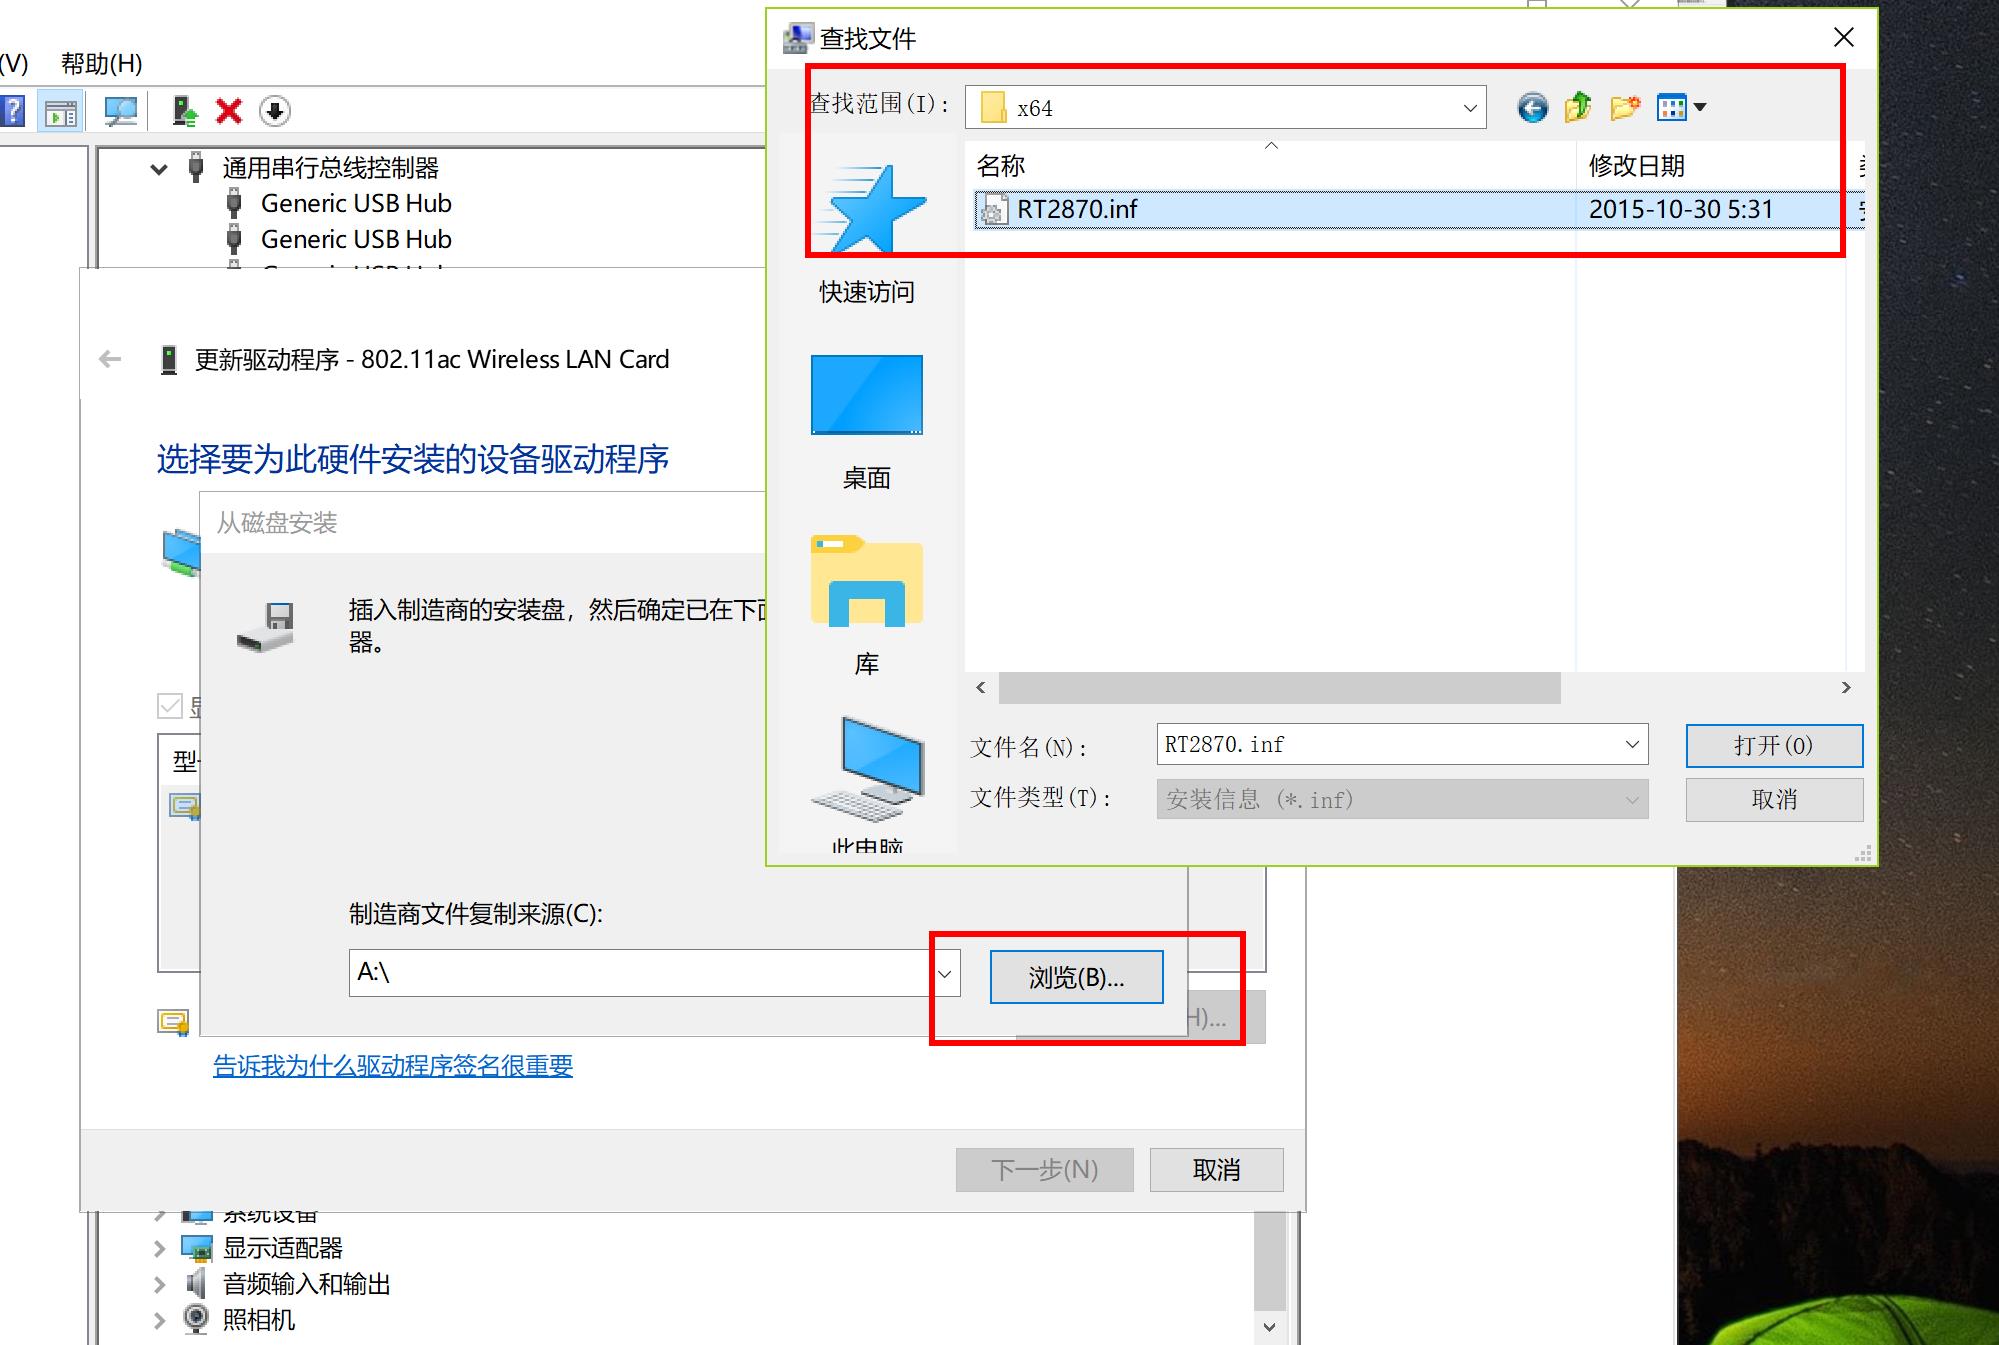 (V) 帮助(H)
通用串行总线控制器
Generic USB Hub
Generic USB Hub
更新驱动程序 - 802.11ac Wireless LAN Card
选择要为此硬件安装的设备驱动程序
从磁盘安装
插入制造商的安装盘，然后确定已在下
器。
型
制造商文件复制来源(C):
A:\
浏览(B)...
H)...
告诉我为什么驱动程序签名很重要
下一步(N)
取消
系统设备
显示适配器
音频输入和输出
照相机
查找文件
查找范围(I):
x64
名称
修改日期
RT2870.inf
2015-10-30 5:31
快速访问
桌面
库
此电脑
文件名(N):
RT2870.inf
打开(O)
文件类型(T):
安装信息 (*.inf)
取消